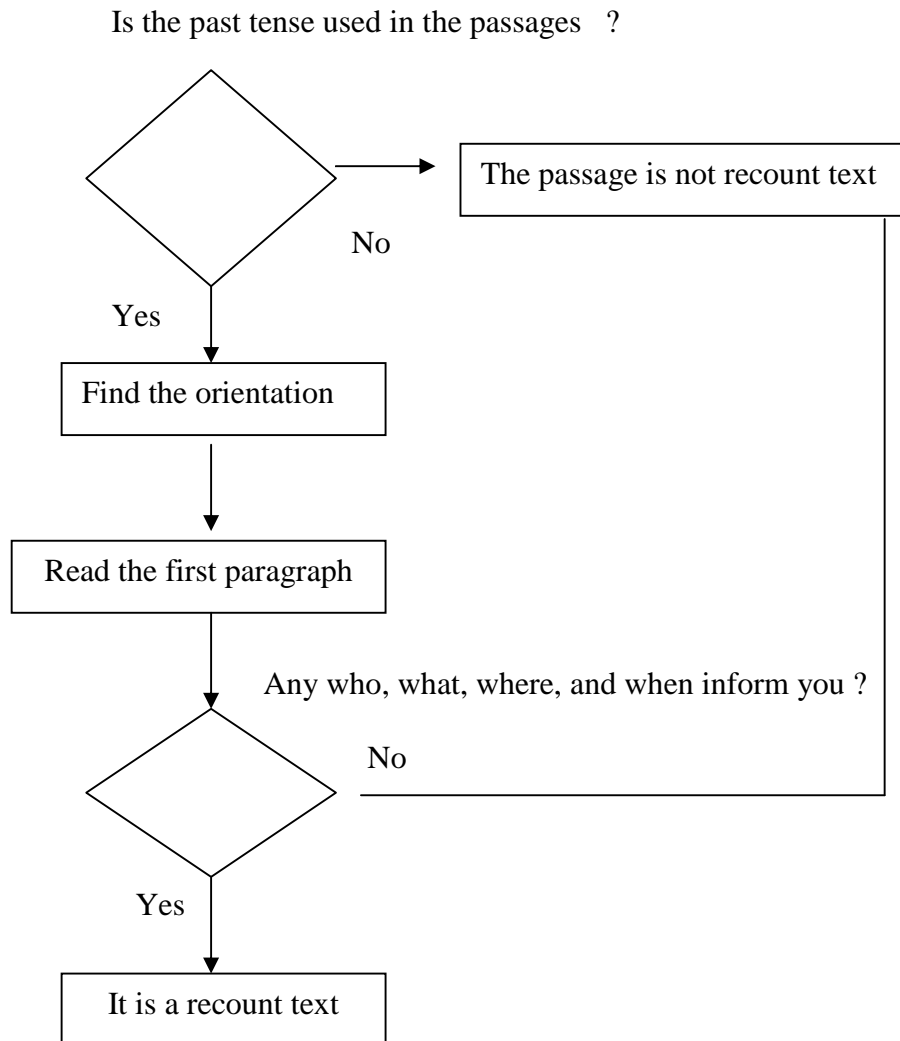 Is the past tense used in the passages ?
The passage is not recount text
No
Yes
Find the orientation
Read the first paragraph
Any who, what, where, and when inform you ?
No
Yes
It is a recount text